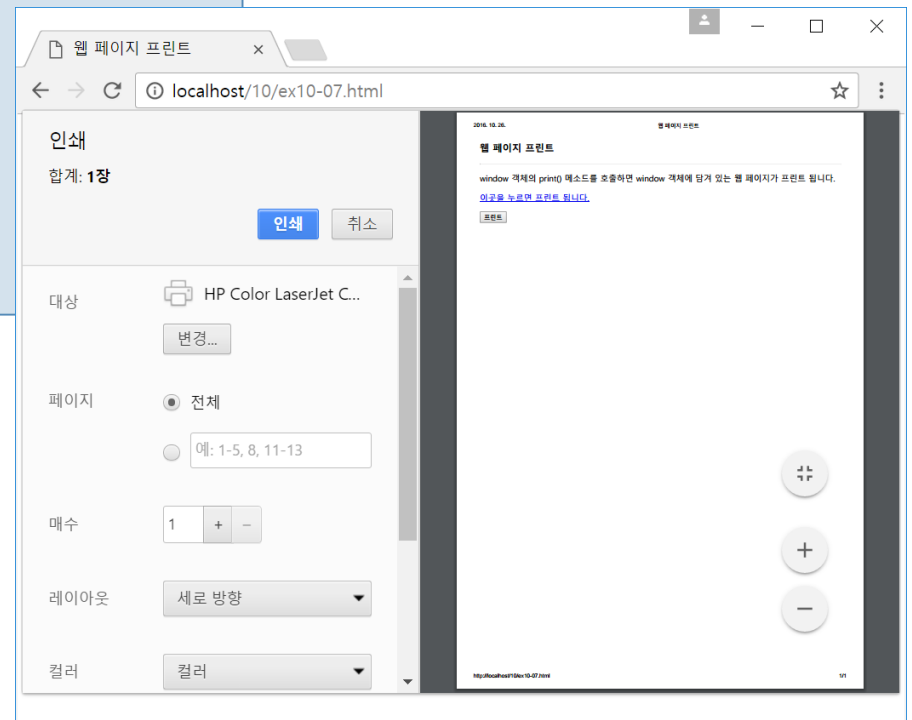 웹 페이지 프린트
localhost/10/ex10-07.html
인쇄
합계: 1장
인쇄 취소
대상 HP Color LaserJet C...
변경...
페이지 전체
예: 1-5, 8, 11-13
매수 1 + −
레이아웃 세로 방향
컬러 컬러
2016. 10. 26. 웹 페이지 프린트
웹 페이지 프린트
window 객체의 print() 메소드를 호출하면 window 객체에 담겨 있는 웹 페이지가 프린트 됩니다.
이곳을 누르면 프린트 됩니다.
프린트
http://localhost/10/ex10-07.html 1/1